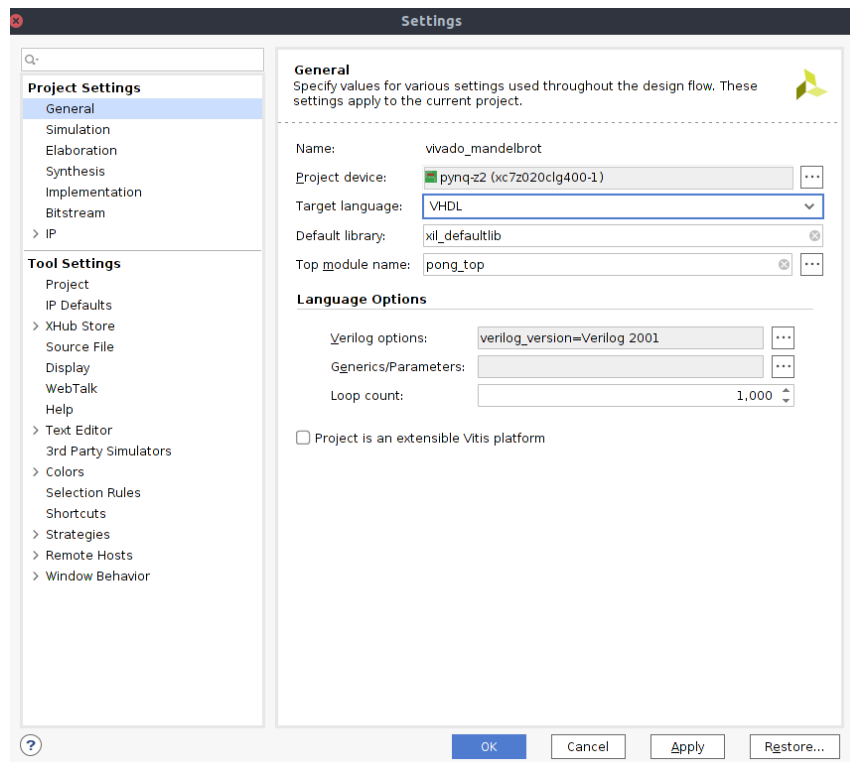 Settings
Project Settings
General
Simulation
Elaboration
Synthesis
Implementation
Bitstream
> IP
Tool Settings
Project
IP Defaults
> XHub Store
Source File
Display
WebTalk
Help
> Text Editor
3rd Party Simulators
> Colors
Selection Rules
Shortcuts
> Strategies
> Remote Hosts
> Window Behavior
General
Specify values for various settings used throughout the design flow. These
settings apply to the current project.
Name: vivado_mandelbrot
Project device: pynq-z2 (xc7z020clg400-1) ...
Target language: VHDL
Default library: xil_defaultlib
Top module name: pong_top ...
Language Options
Verilog options: verilog_version=Verilog 2001 ...
Generics/Parameters: ...
Loop count: 1,000
Project is an extensible Vitis platform
? OK Cancel Apply Restore...